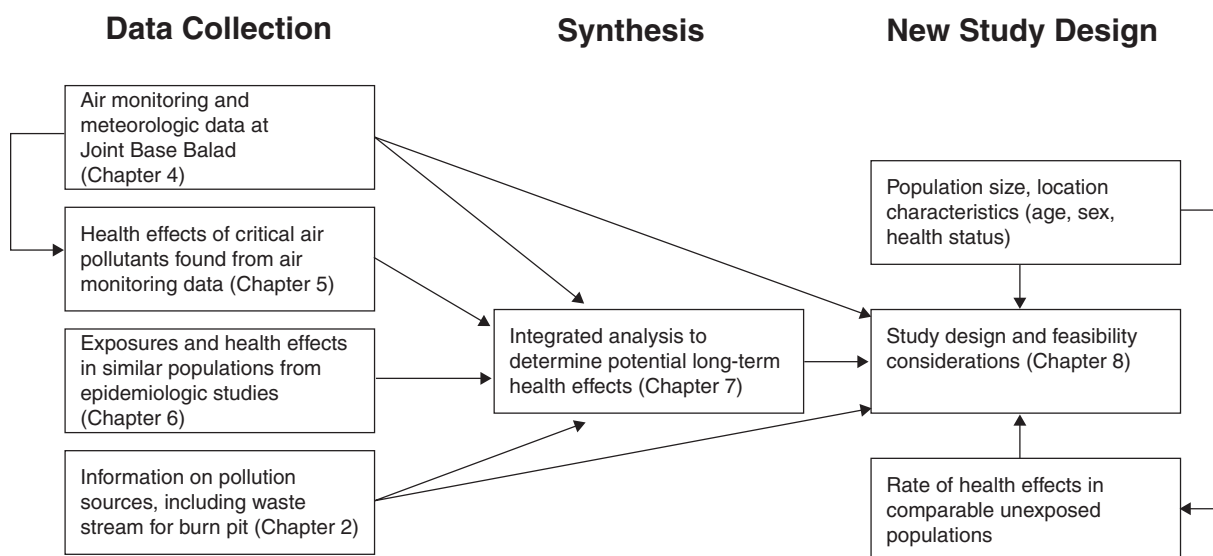 Data Collection
Synthesis
New Study Design
Air monitoring and
meteorologic data at
Joint Base Balad
(Chapter 4)
Health effects of critical air
pollutants found from air
monitoring data (Chapter 5)
Exposures and health effects
in similar populations from
epidemiologic studies
(Chapter 6)
Information on pollution
sources, including waste
stream for burn pit (Chapter 2)
Integrated analysis to
determine potential long-term
health effects (Chapter 7)
Population size, location
characteristics (age, sex,
health status)
Study design and feasibility
considerations (Chapter 8)
Rate of health effects in
comparable unexposed
populations